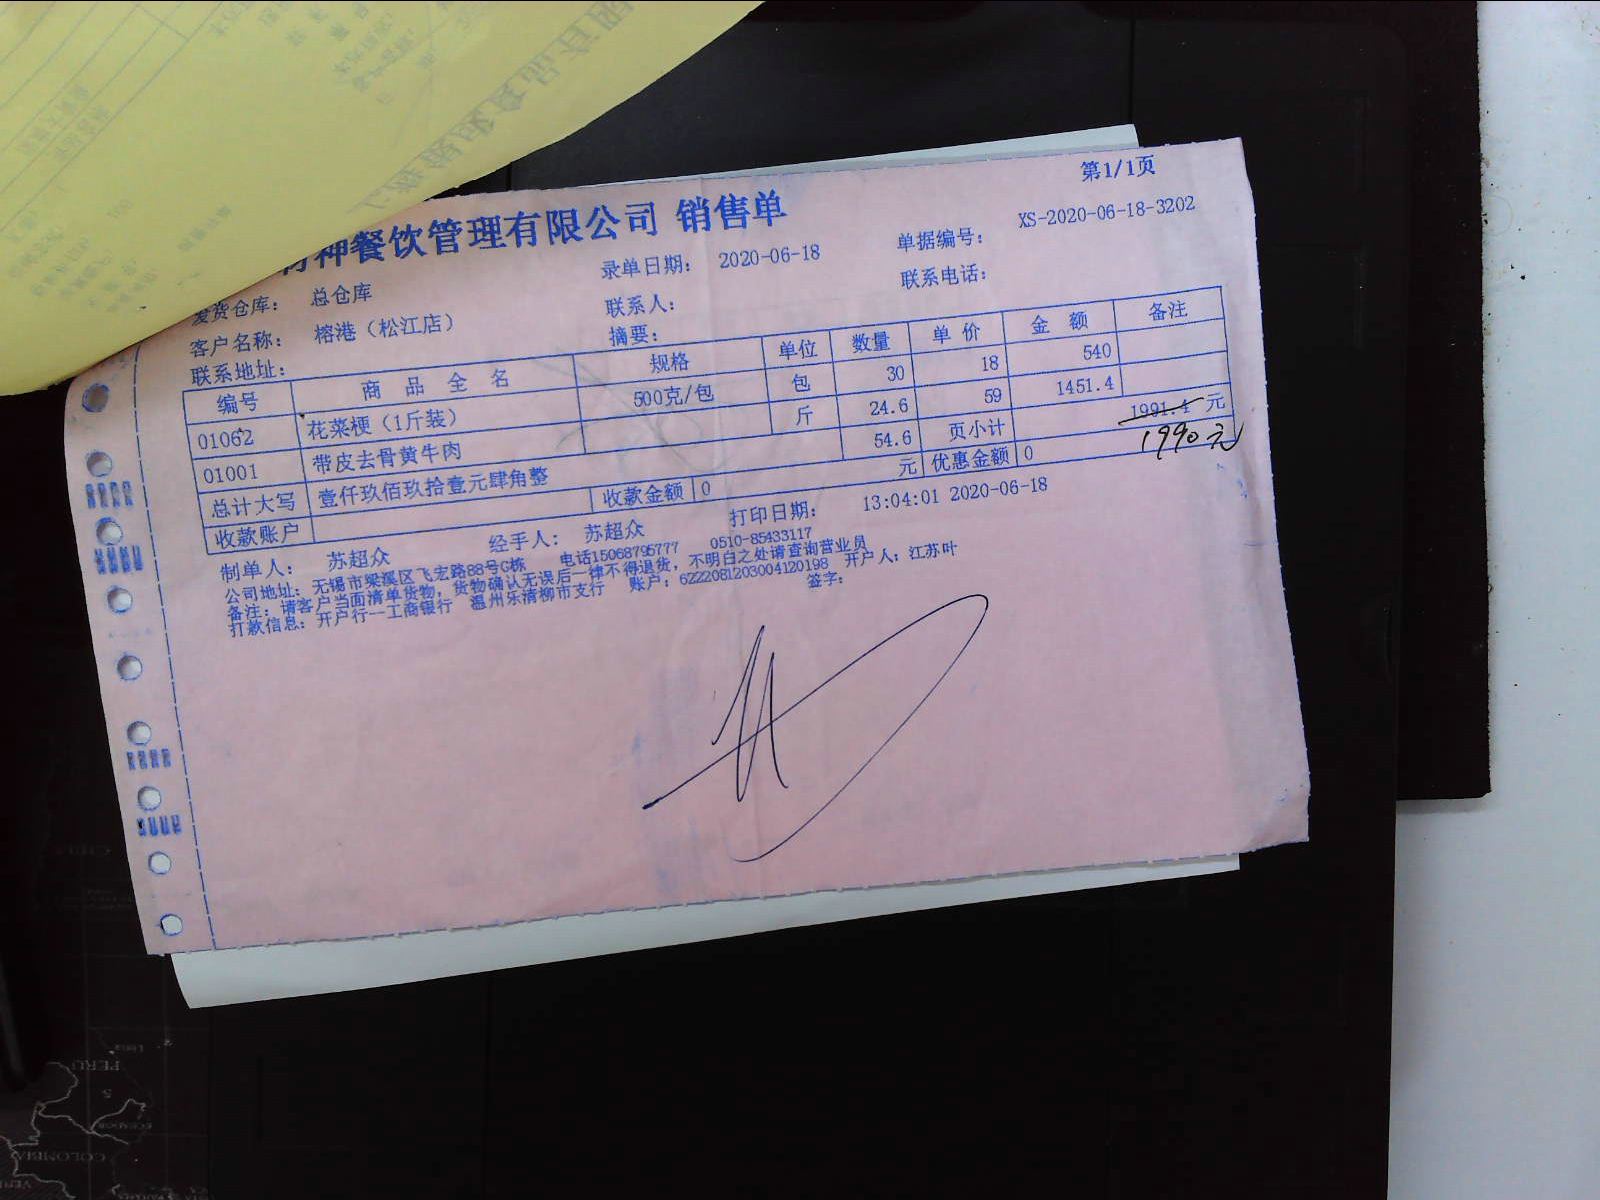 第1/1页
神餐饮管理有限公司 销售单
发货仓库： 总仓库 录单日期： 2020-06-18 单据编号： XS-2020-06-18-3202
客户名称： 榕港（松江店） 联系人： 联系电话：
联系地址： 摘要：
编号 商 品 全 名 规格 单位 数量 单 价 金 额 备注
01062 花菜梗（1斤装） 500克/包 包 30 18 540
01001 带皮去骨黄牛肉 斤 24.6 59 1451.4
总计大写 壹仟玖佰玖拾壹元肆角整 54.6 页小计 1991.4 元
1990元
收款账户 收款金额 0 元 优惠金额 0
制单人： 苏超众 经手人： 苏超众 打印日期： 13:04:01 2020-06-18
公司地址：无锡市梁溪区飞宏路88号G栋 电话15068795777 0510-85433117
备注：请客户当面清单货物，货物确认无误后一律不得退货，不明白之处请查询营业员
打款信息：开户行—工商银行 温州乐清柳市支行 账户：6222081203004120198 开户人：江苏叶
签字：
PERU
COLOMBIA
ECUADOR